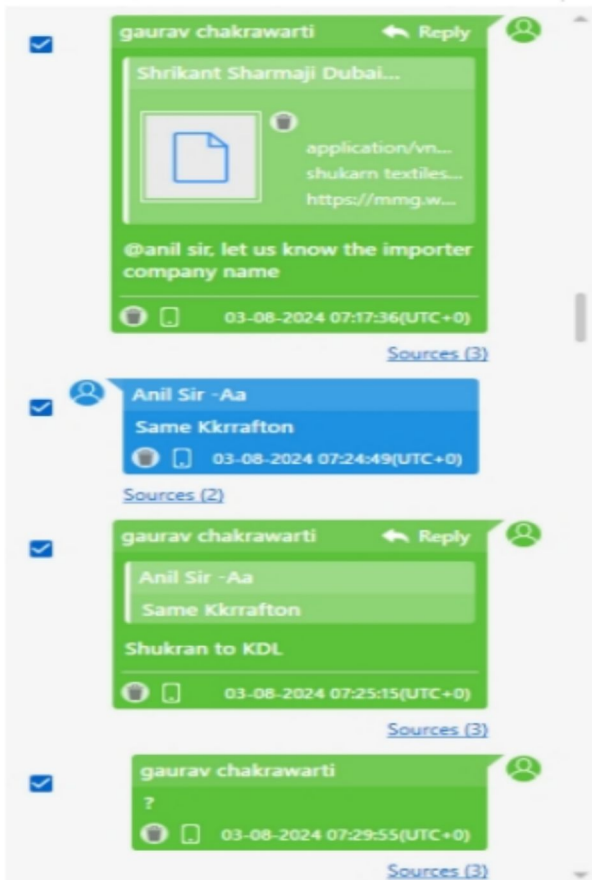 gaurav chakrawarti Reply
Shrikant Sharmaji Dubai...
application/vn...
shukarn textiles...
https://mmg.w...
@anil sir, let us know the importer
company name
03-08-2024 07:17:36(UTC+0)
Sources (3)
Anil Sir -Aa
Same Kkrrafton
03-08-2024 07:24:49(UTC+0)
Sources (2)
gaurav chakrawarti Reply
Anil Sir -Aa
Same Kkrrafton
Shukran to KDL
03-08-2024 07:25:15(UTC+0)
Sources (3)
gaurav chakrawarti
?
03-08-2024 07:29:55(UTC+0)
Sources (3)